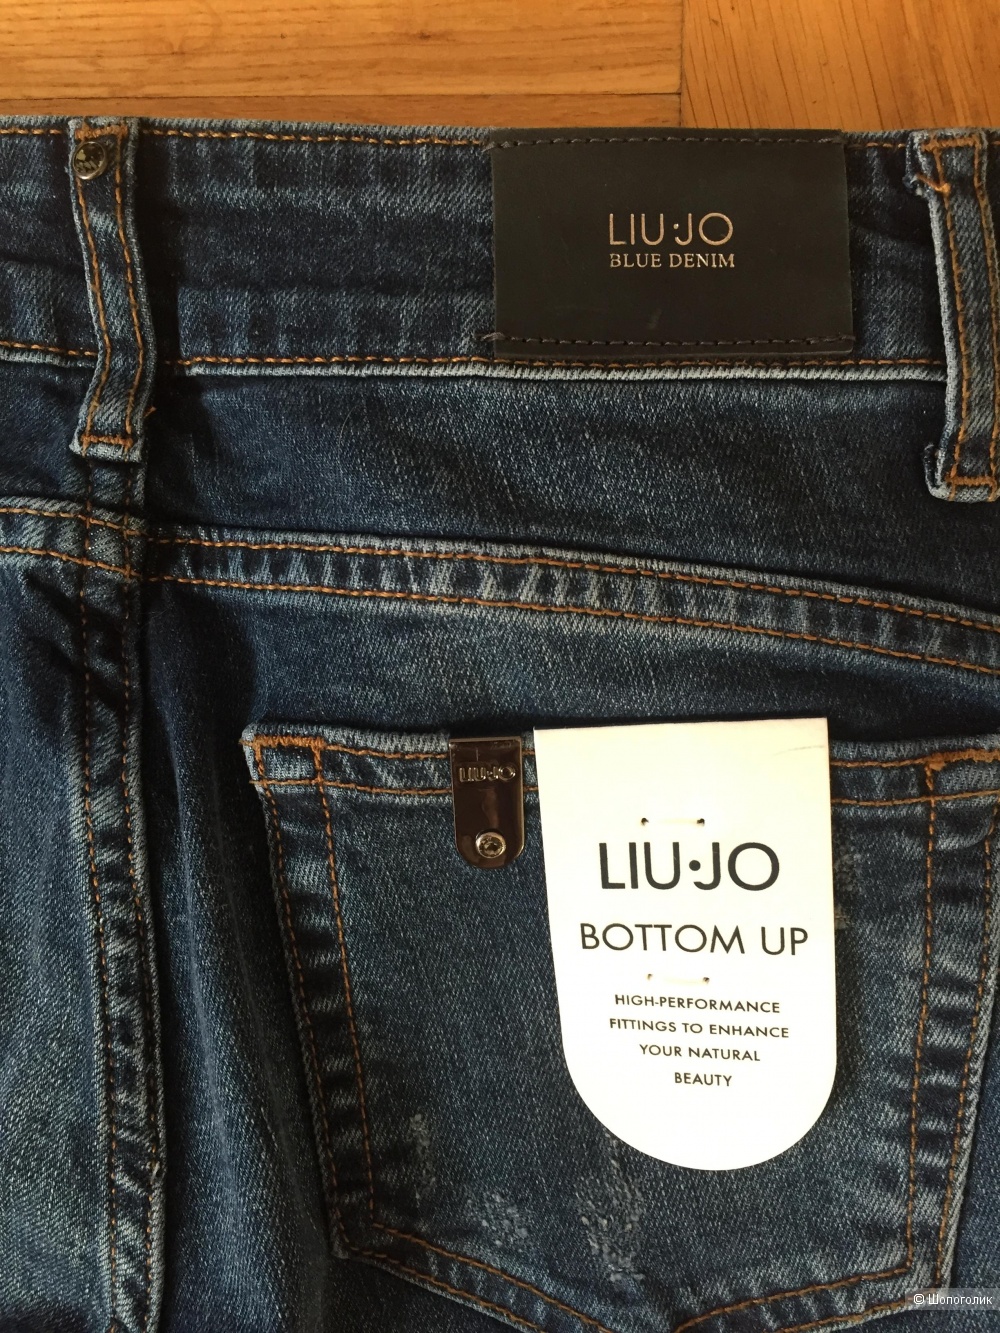 LIU·JO
BLUE DENIM
LIU·JO
LIU·JO
BOTTOM UP
HIGH-PERFORMANCE
FITTINGS TO ENHANCE
YOUR NATURAL
BEAUTY
© Шопоголик